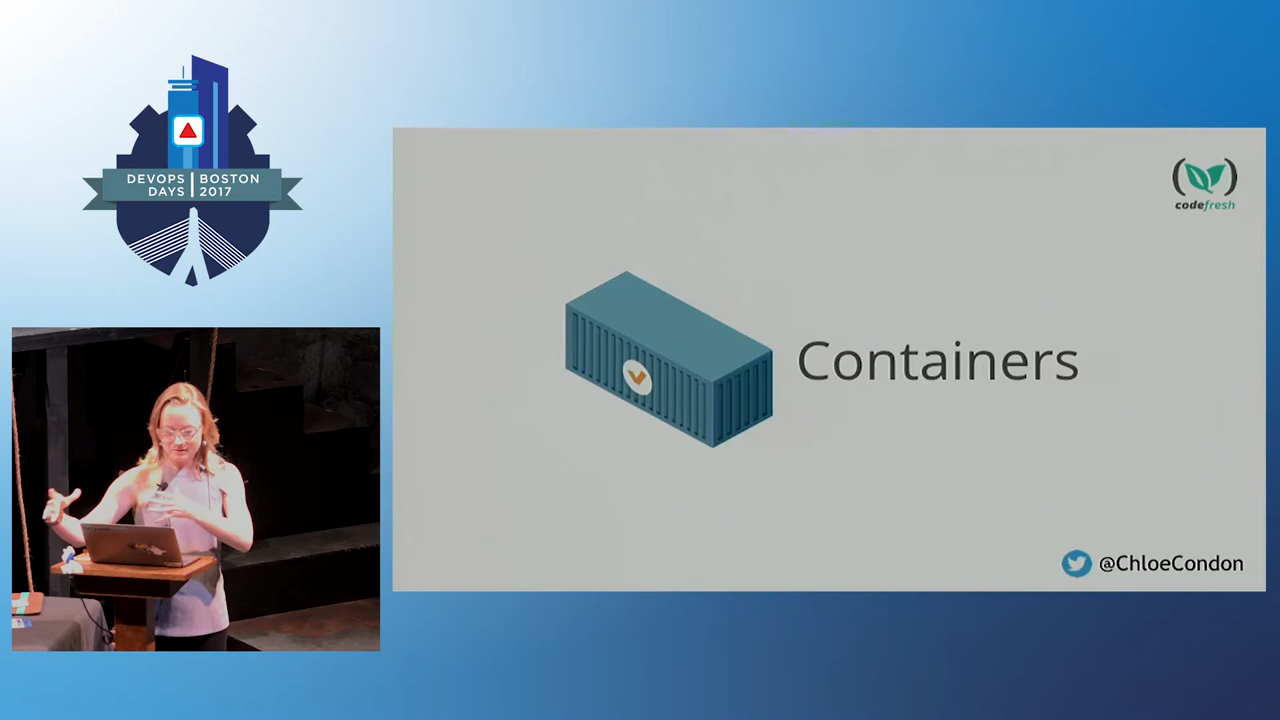 DEVOPS BOSTON
DAYS 2017
codefresh
Containers
@ChloeCondon